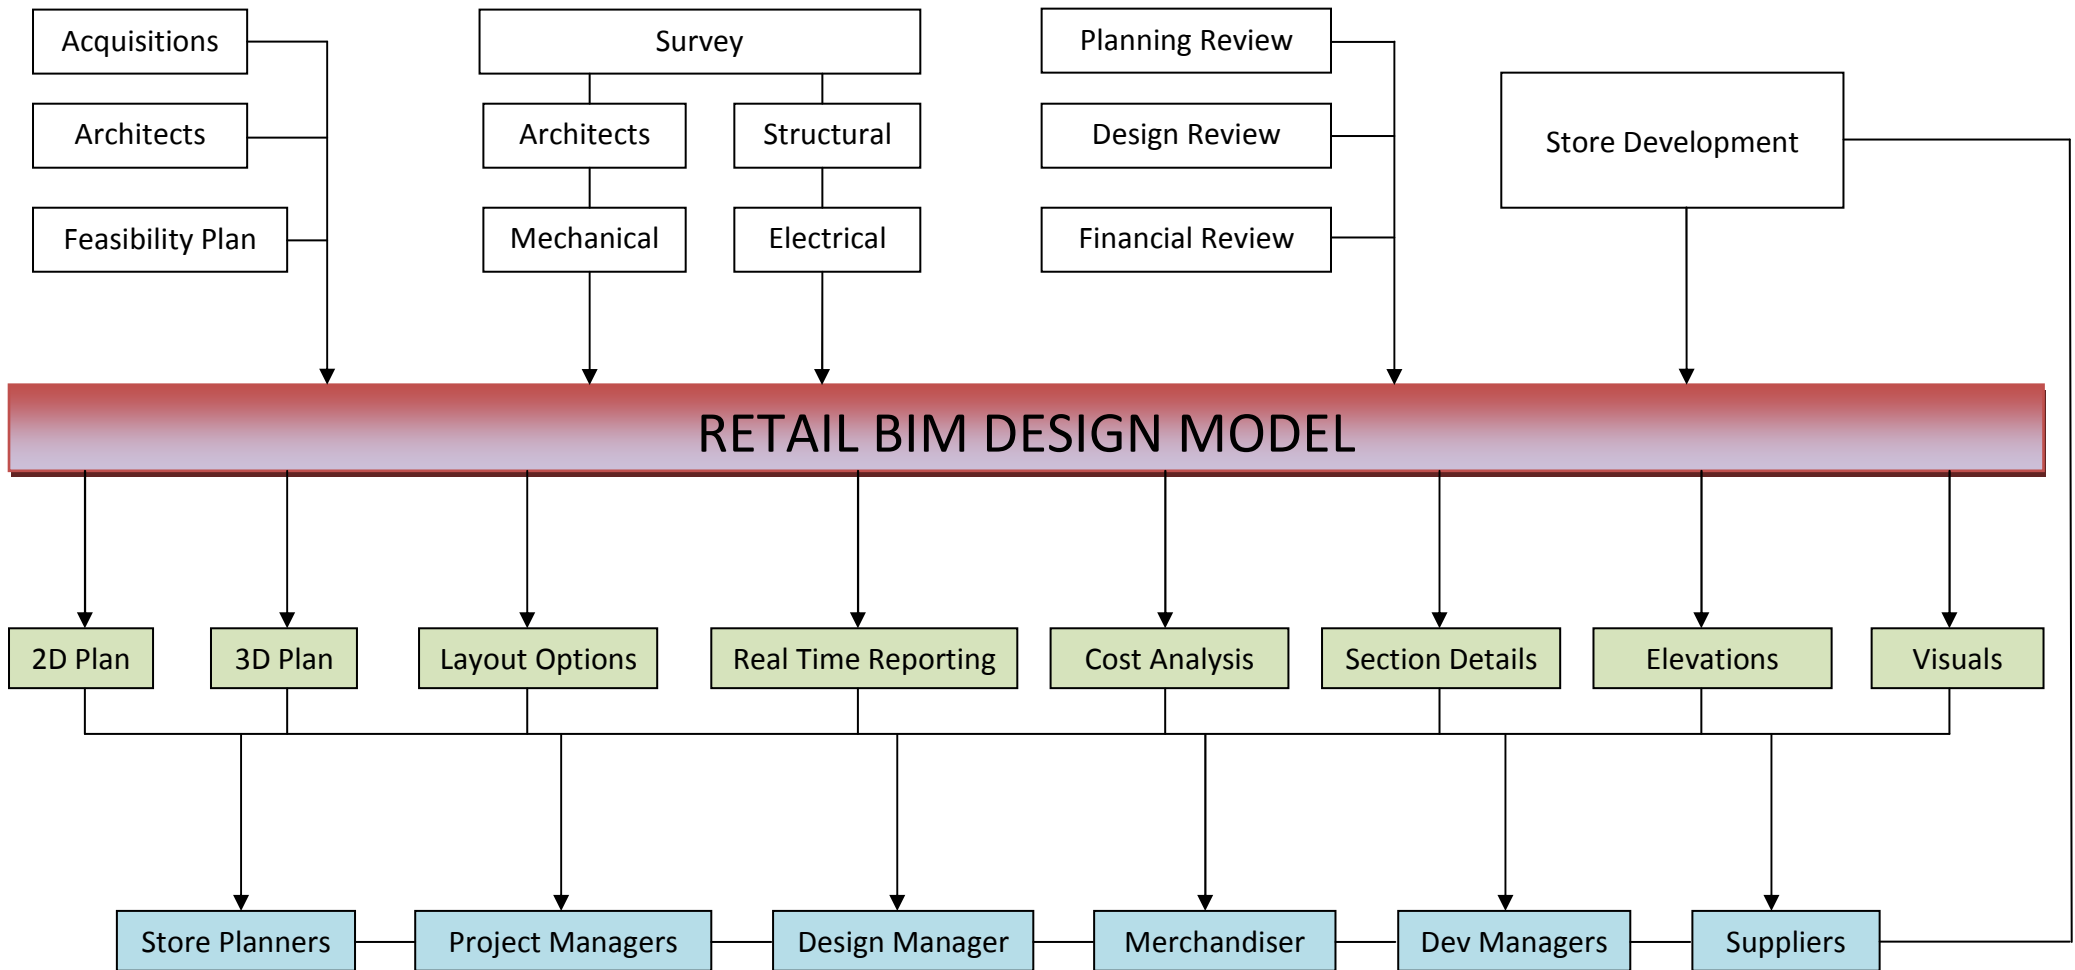 Acquisitions
Survey
Planning Review
Architects
Architects
Structural
Design Review
Store Development
Feasibility Plan
Mechanical
Electrical
Financial Review
RETAIL BIM DESIGN MODEL
2D Plan
3D Plan
Layout Options
Real Time Reporting
Cost Analysis
Section Details
Elevations
Visuals
Store Planners
Project Managers
Design Manager
Merchandiser
Dev Managers
Suppliers